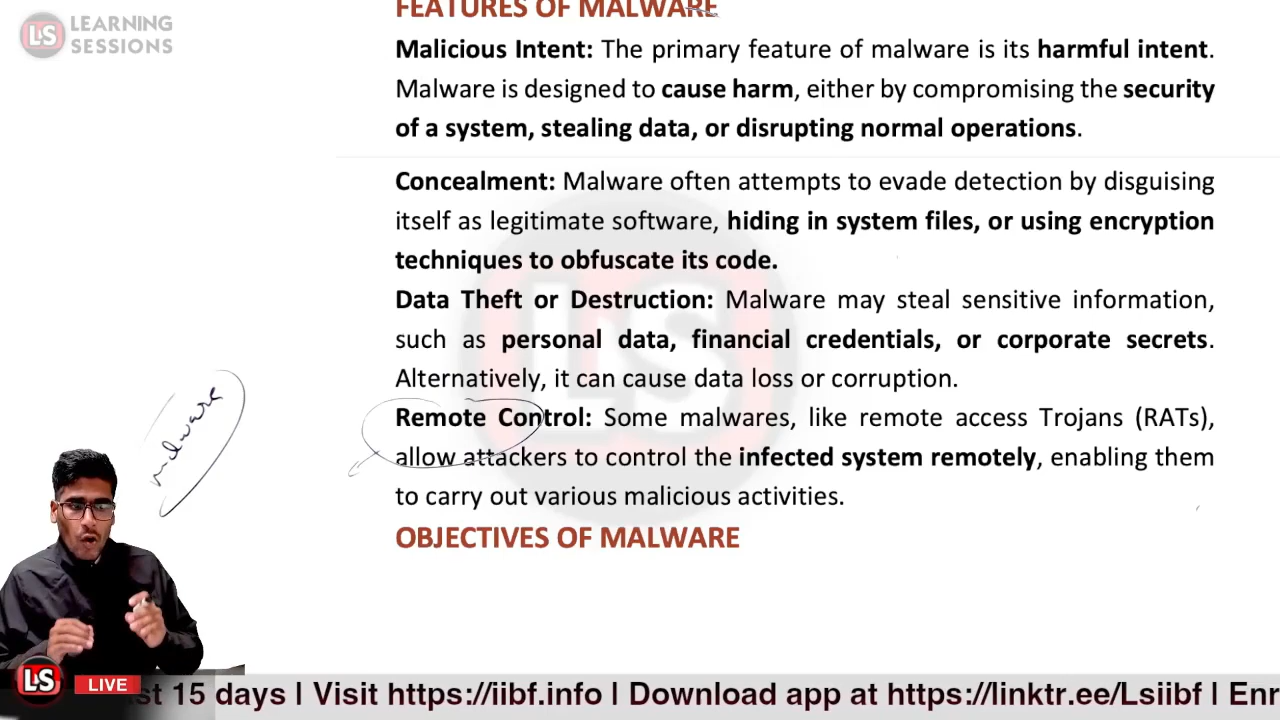 LS LEARNING
SESSIONS
FEATURES OF MALWARE
Malicious Intent: The primary feature of malware is its harmful intent.
Malware is designed to cause harm, either by compromising the security
of a system, stealing data, or disrupting normal operations.
Concealment: Malware often attempts to evade detection by disguising
itself as legitimate software, hiding in system files, or using encryption
techniques to obfuscate its code.
Data Theft or Destruction: Malware may steal sensitive information,
such as personal data, financial credentials, or corporate secrets.
Alternatively, it can cause data loss or corruption.
Remote Control: Some malwares, like remote access Trojans (RATs),
allow attackers to control the infected system remotely, enabling them
to carry out various malicious activities.
OBJECTIVES OF MALWARE
malware
LS
LS LIVE
st 15 days I Visit https://iibf.info I Download app at https://linktr.ee/Lsiibf I Enr